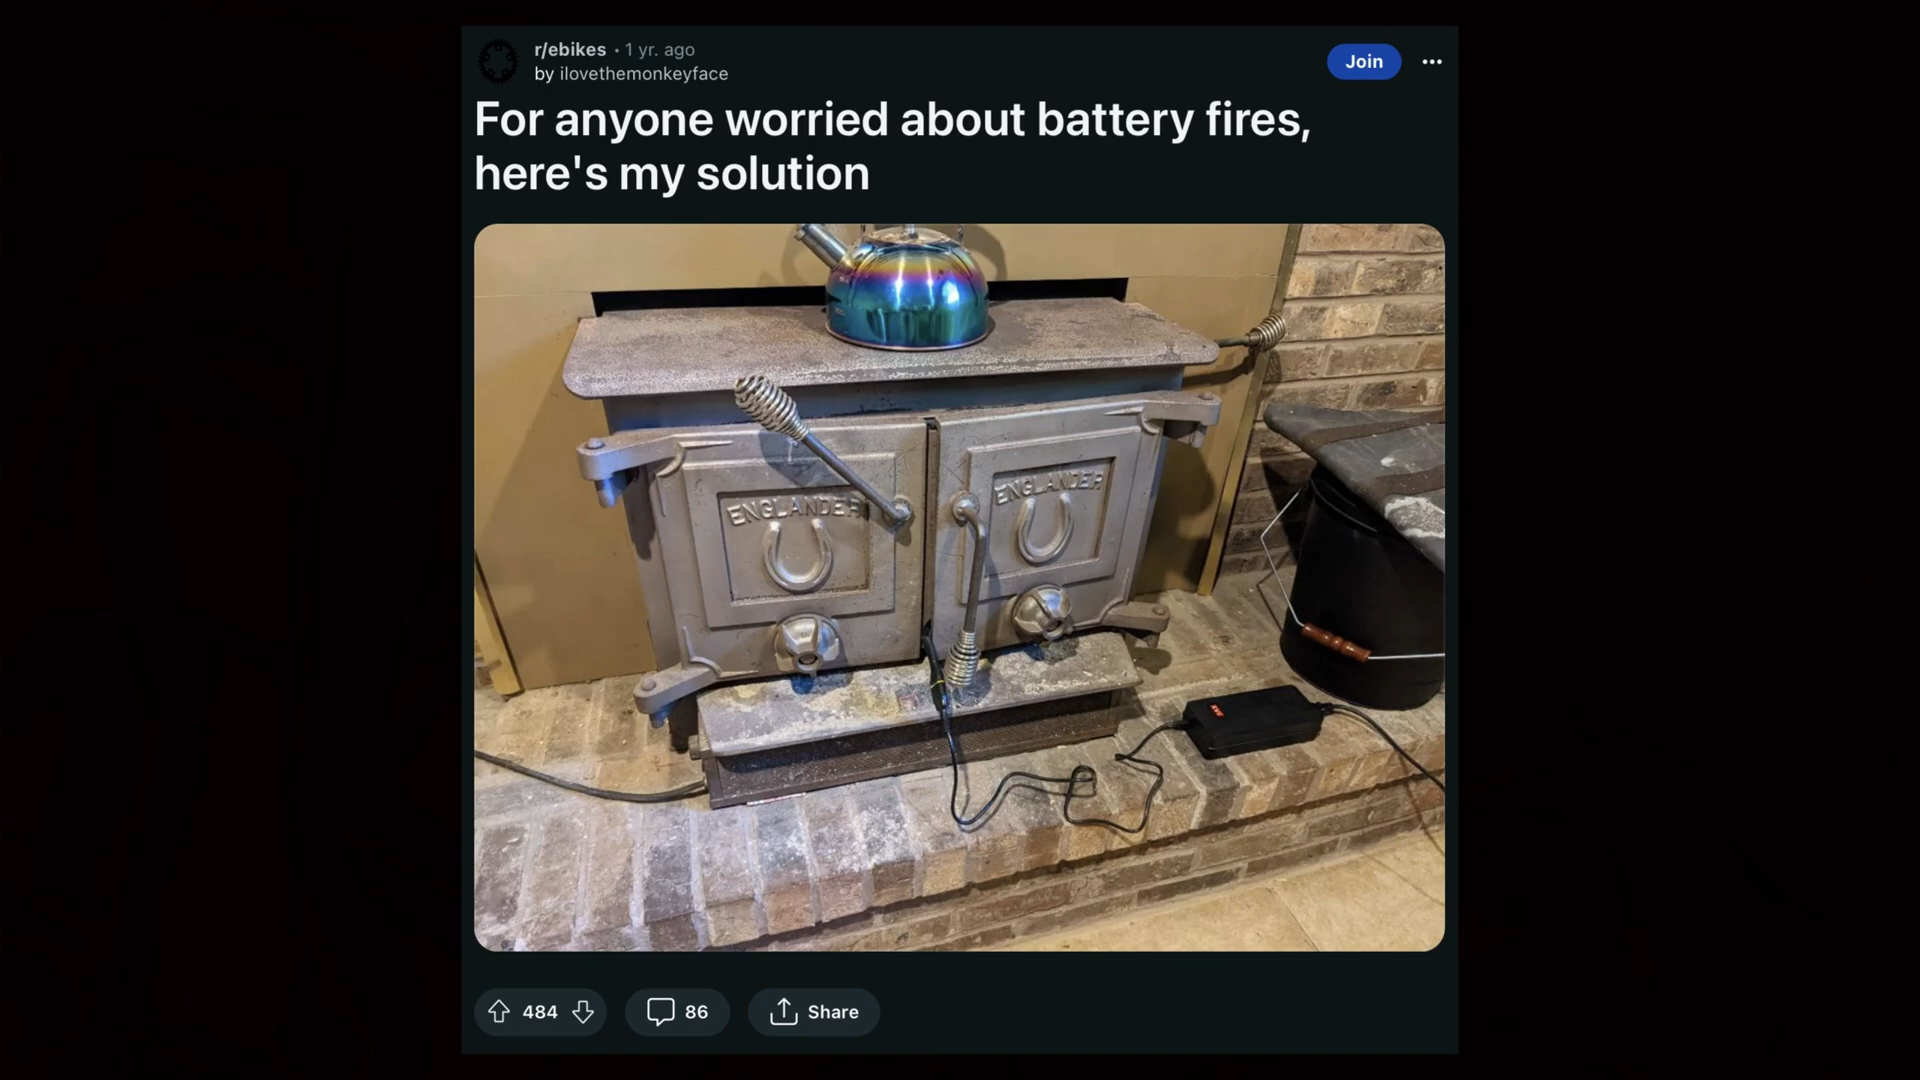 r/ebikes • 1 yr. ago
Join
by ilovethemonkeyface
For anyone worried about battery fires,
here's my solution
ENGLANDER
ENGLANDER
484
86
Share